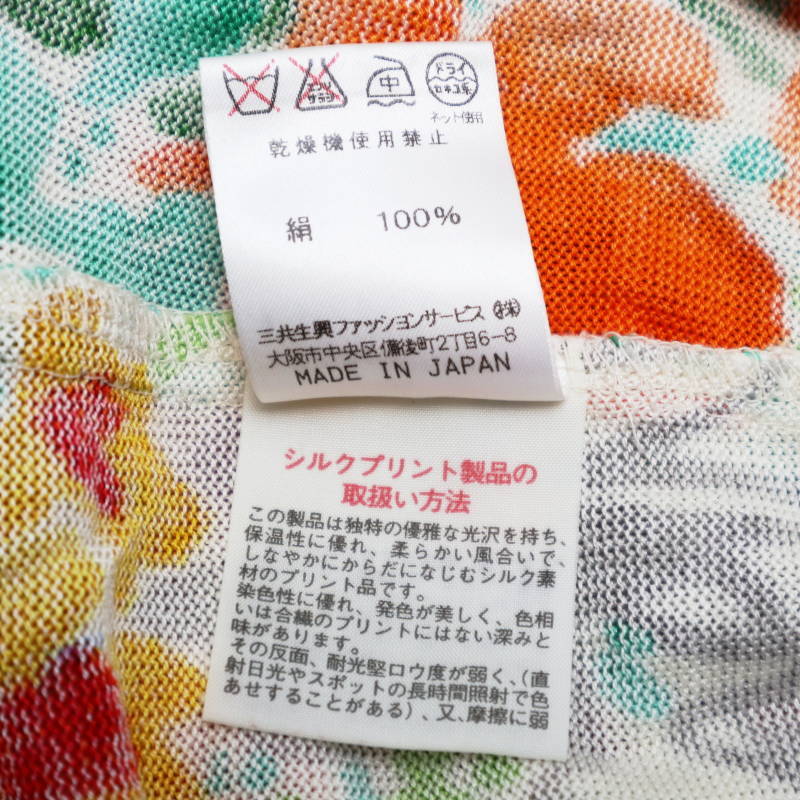 エンソ
サラシ
中
ドライ
セキユ系
ネット使用
乾燥機使用禁止
絹 100%
三共生興ファッションサービス ㈱
大阪市中央区備後町2丁目6-8
MADE IN JAPAN
シルクプリント製品の
取扱い方法
この製品は独特の優雅な光沢を持ち、
保温性に優れ、柔らかい風合いで、
しなやかにからだになじむシルク素
材のプリント品です。
染色性に優れ、発色が美しく、色相
いは合繊のプリントにはない深みと
味があります。
その反面、耐光堅ロウ度が弱く、(直
射日光やスポットの長時間照射で色
あせすることがある)、又、摩擦に弱